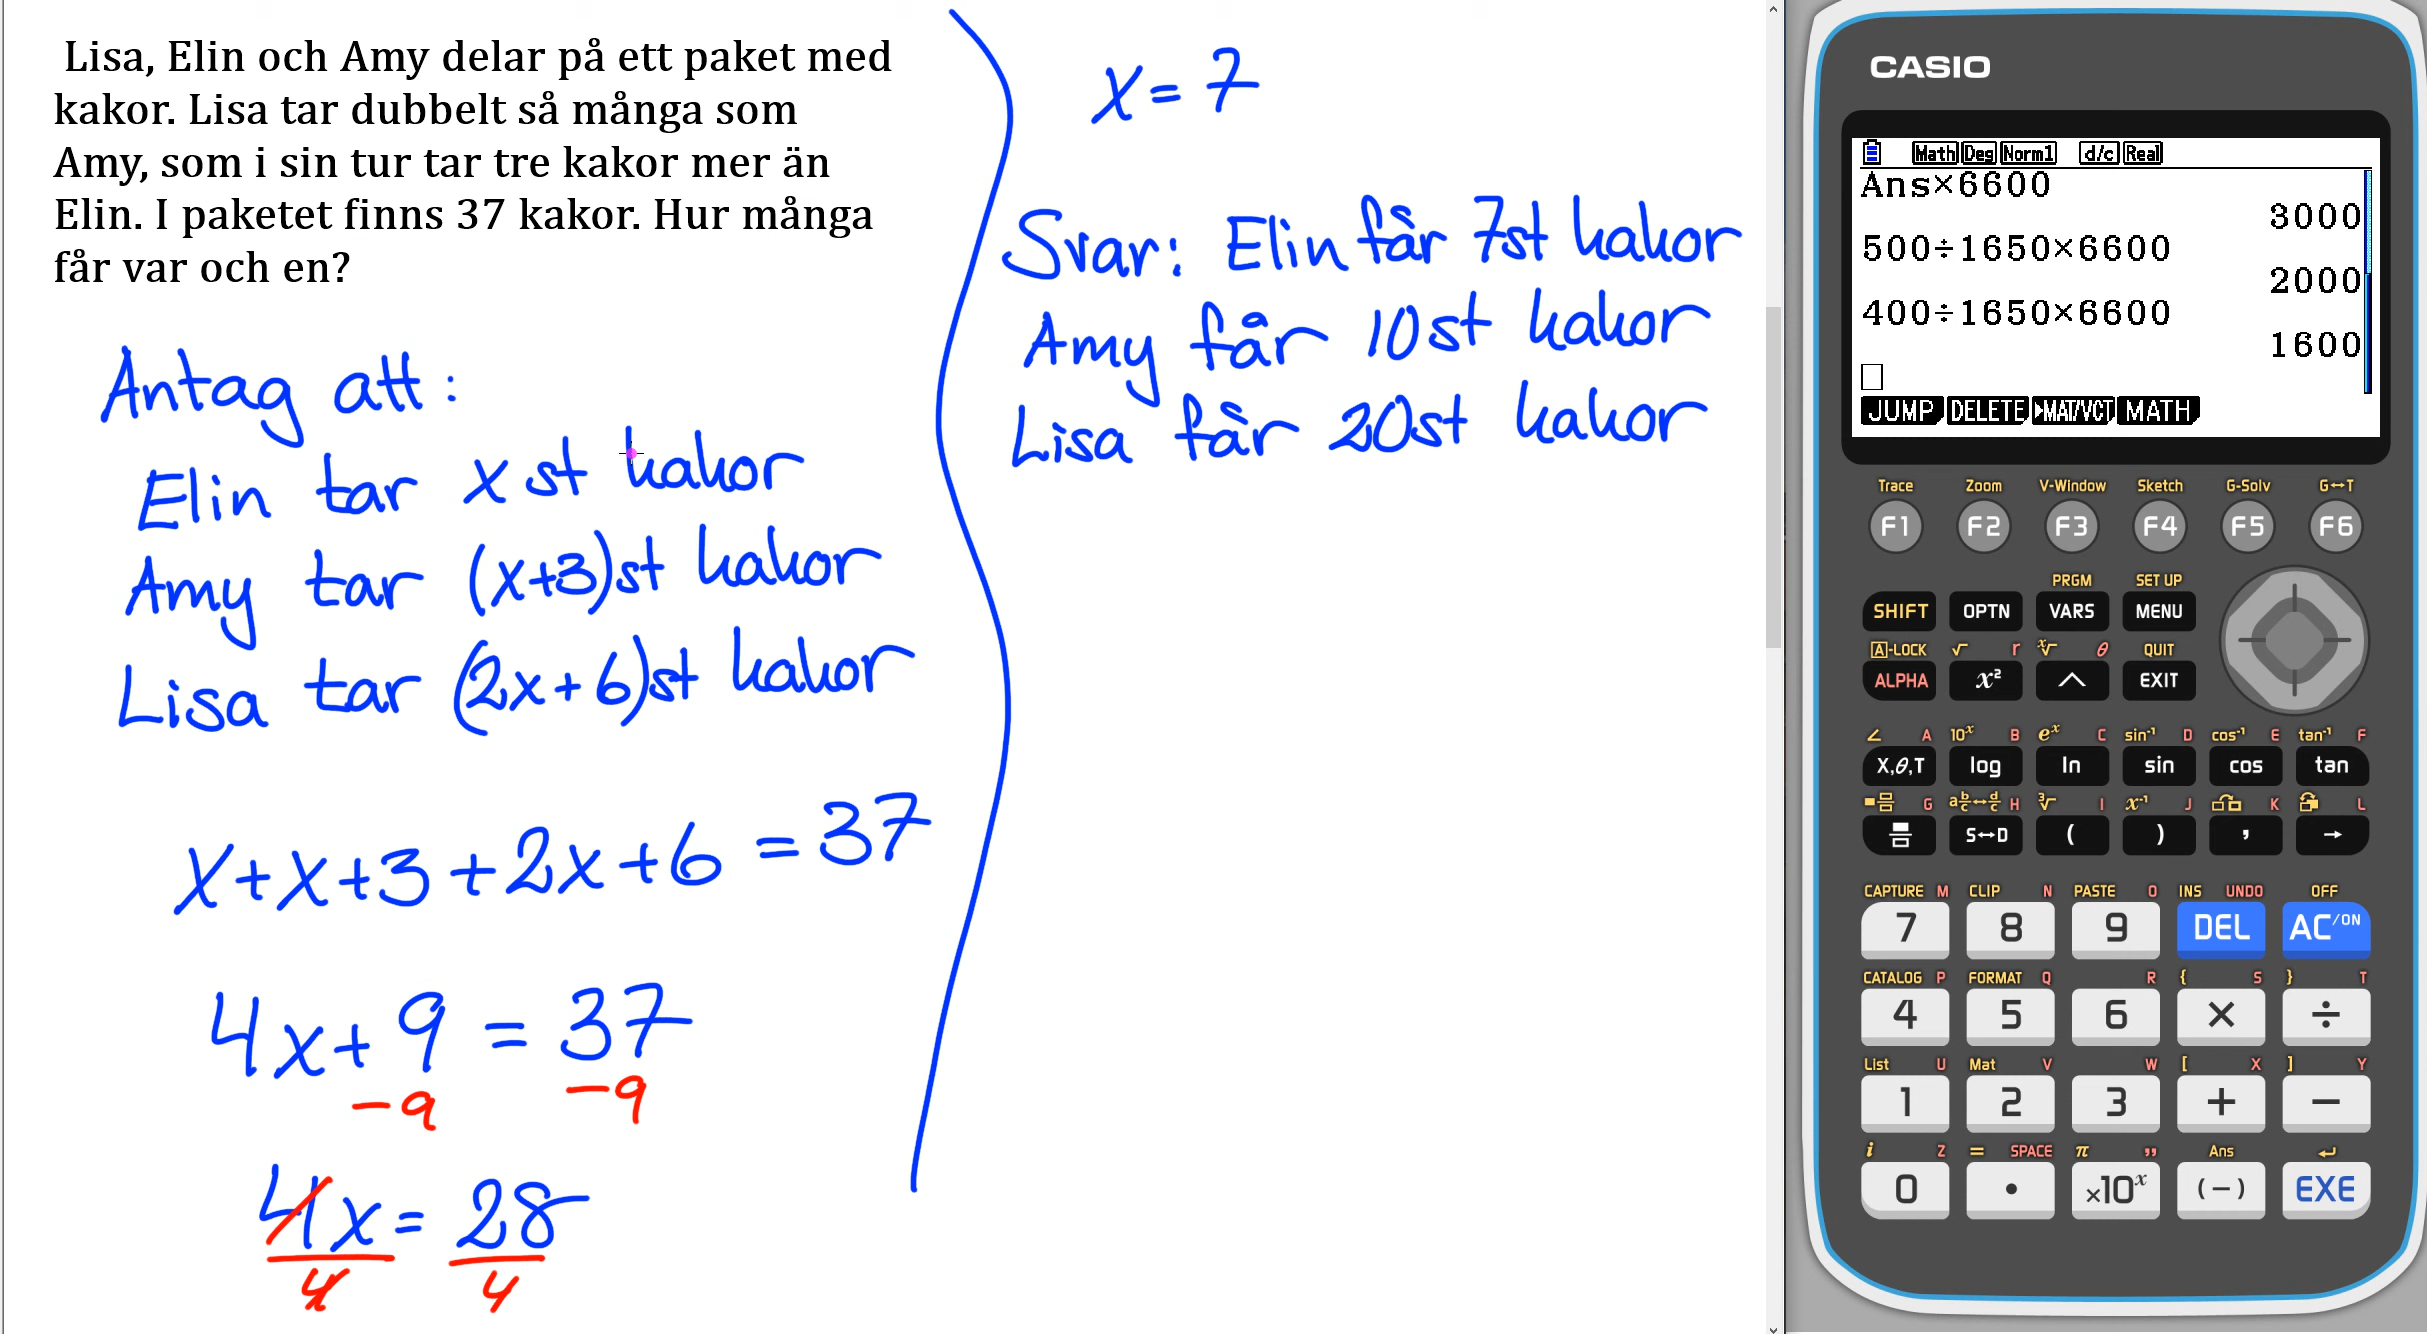 Lisa, Elin och Amy delar på ett paket med
kakor. Lisa tar dubbelt så många som
Amy, som i sin tur tar tre kakor mer än
Elin. I paketet finns 37 kakor. Hur många
får var och en?
Antag att:
Elin tar x st kakor
Amy tar (x+3)st kakor
Lisa tar (2x+6)st kakor
x+x+3+2x+6=37
4x+9=37
-9 -9
4x = 28
4 4
x=7
Svar: Elin får 7st kakor
Amy får 10st kakor
Lisa får 20st kakor
CASIO
Math Deg Norm1 d/c Real
Ans×6600
3000
500÷1650×6600
2000
400÷1650×6600
1600
JUMP DELETE ▶MAT/VCT MATH
Trace Zoom V-Window Sketch G-Solv G↔T
F1 F2 F3 F4 F5 F6
PRGM SET UP
SHIFT OPTN VARS MENU
A-LOCK √ r ˣ√ θ QUIT
ALPHA x² ^ EXIT
∠ A 10ˣ B eˣ C sin⁻¹ D cos⁻¹ E tan⁻¹ F
X,θ,T log ln sin cos tan
G a b/c↔d/c H ³√ I x⁻¹ J K L
S↔D ( ) , →
CAPTURE M CLIP N PASTE O INS UNDO OFF
7 8 9 DEL AC/ON
CATALOG P FORMAT Q R { S } T
4 5 6 × ÷
List U Mat V W [ X ] Y
1 2 3 + −
i Z = SPACE π " Ans ↵
0 • ×10ˣ (−) EXE